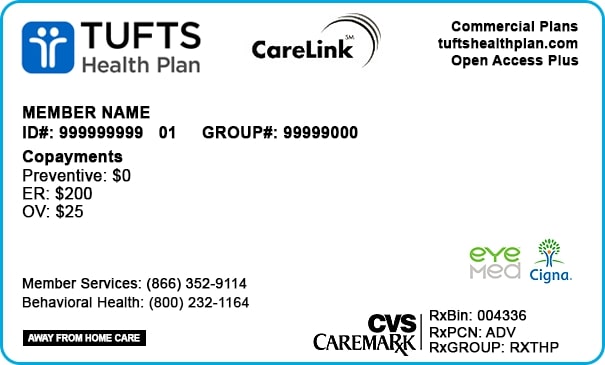 TUFTS
Health Plan
CareLink℠
Commercial Plans
tuftshealthplan.com
Open Access Plus
MEMBER NAME
ID#: 999999999 01 GROUP#: 99999000
Copayments
Preventive: $0
ER: $200
OV: $25
eye
med
Cigna.
Member Services: (866) 352-9114
Behavioral Health: (800) 232-1164
AWAY FROM HOME CARE
CVS
CAREMARK
RxBin: 004336
RxPCN: ADV
RxGROUP: RXTHP